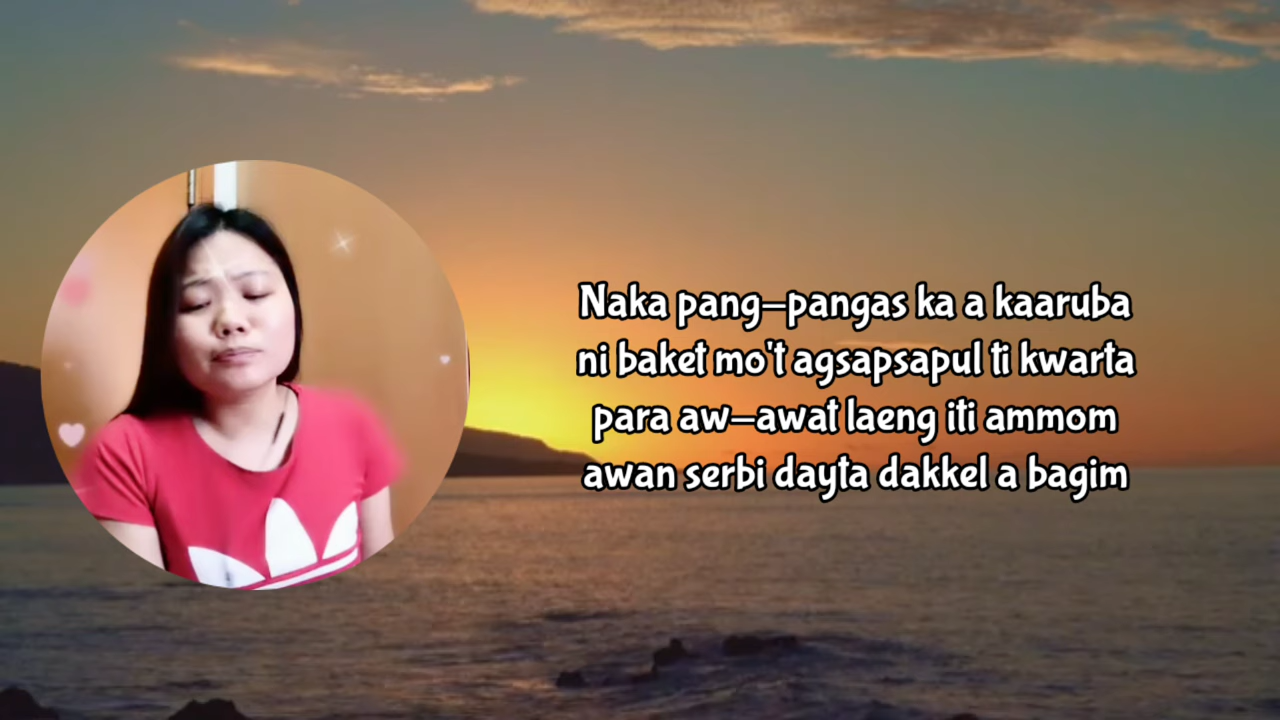 Naka pang-pangas ka a kaaruba
ni baket mo't agsapsapul ti kwarta
para aw-awat laeng iti ammom
awan serbi dayta dakkel a bagim